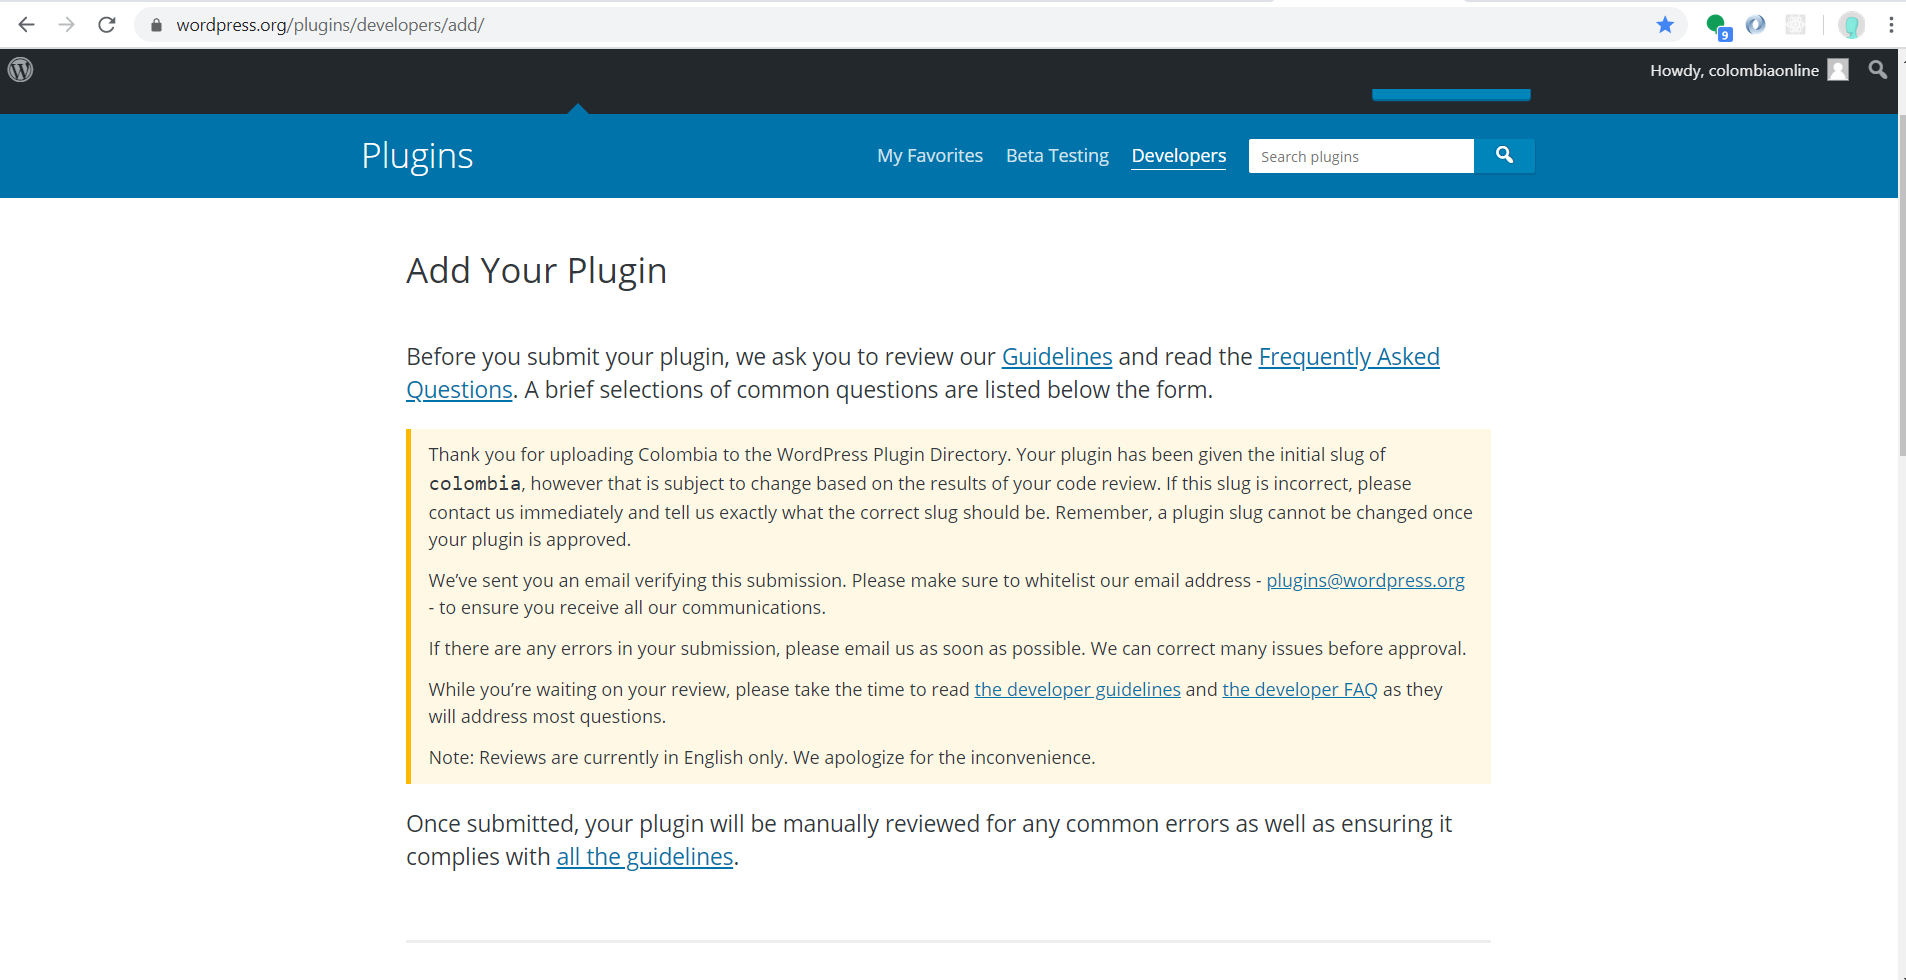 wordpress.org/plugins/developers/add/
9
Howdy, colombiaonline
Plugins
My Favorites Beta Testing Developers Search plugins
Add Your Plugin
Before you submit your plugin, we ask you to review our Guidelines and read the Frequently Asked
Questions. A brief selections of common questions are listed below the form.
Thank you for uploading Colombia to the WordPress Plugin Directory. Your plugin has been given the initial slug of
colombia, however that is subject to change based on the results of your code review. If this slug is incorrect, please
contact us immediately and tell us exactly what the correct slug should be. Remember, a plugin slug cannot be changed once
your plugin is approved.
We’ve sent you an email verifying this submission. Please make sure to whitelist our email address - plugins@wordpress.org
- to ensure you receive all our communications.
If there are any errors in your submission, please email us as soon as possible. We can correct many issues before approval.
While you’re waiting on your review, please take the time to read the developer guidelines and the developer FAQ as they
will address most questions.
Note: Reviews are currently in English only. We apologize for the inconvenience.
Once submitted, your plugin will be manually reviewed for any common errors as well as ensuring it
complies with all the guidelines.